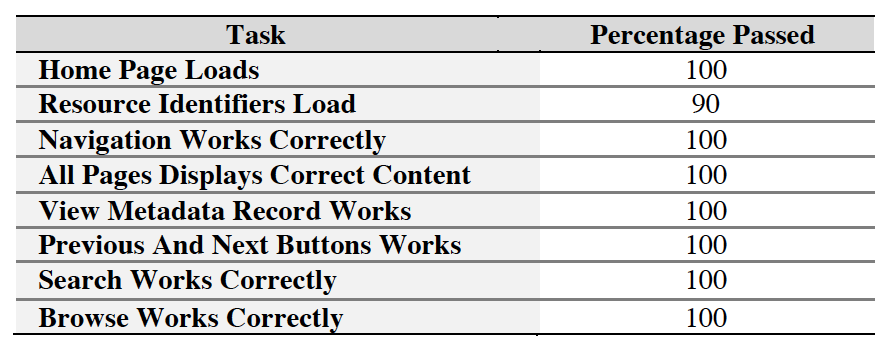 Task Percentage Passed
Home Page Loads 100
Resource Identifiers Load 90
Navigation Works Correctly 100
All Pages Displays Correct Content 100
View Metadata Record Works 100
Previous And Next Buttons Works 100
Search Works Correctly 100
Browse Works Correctly 100